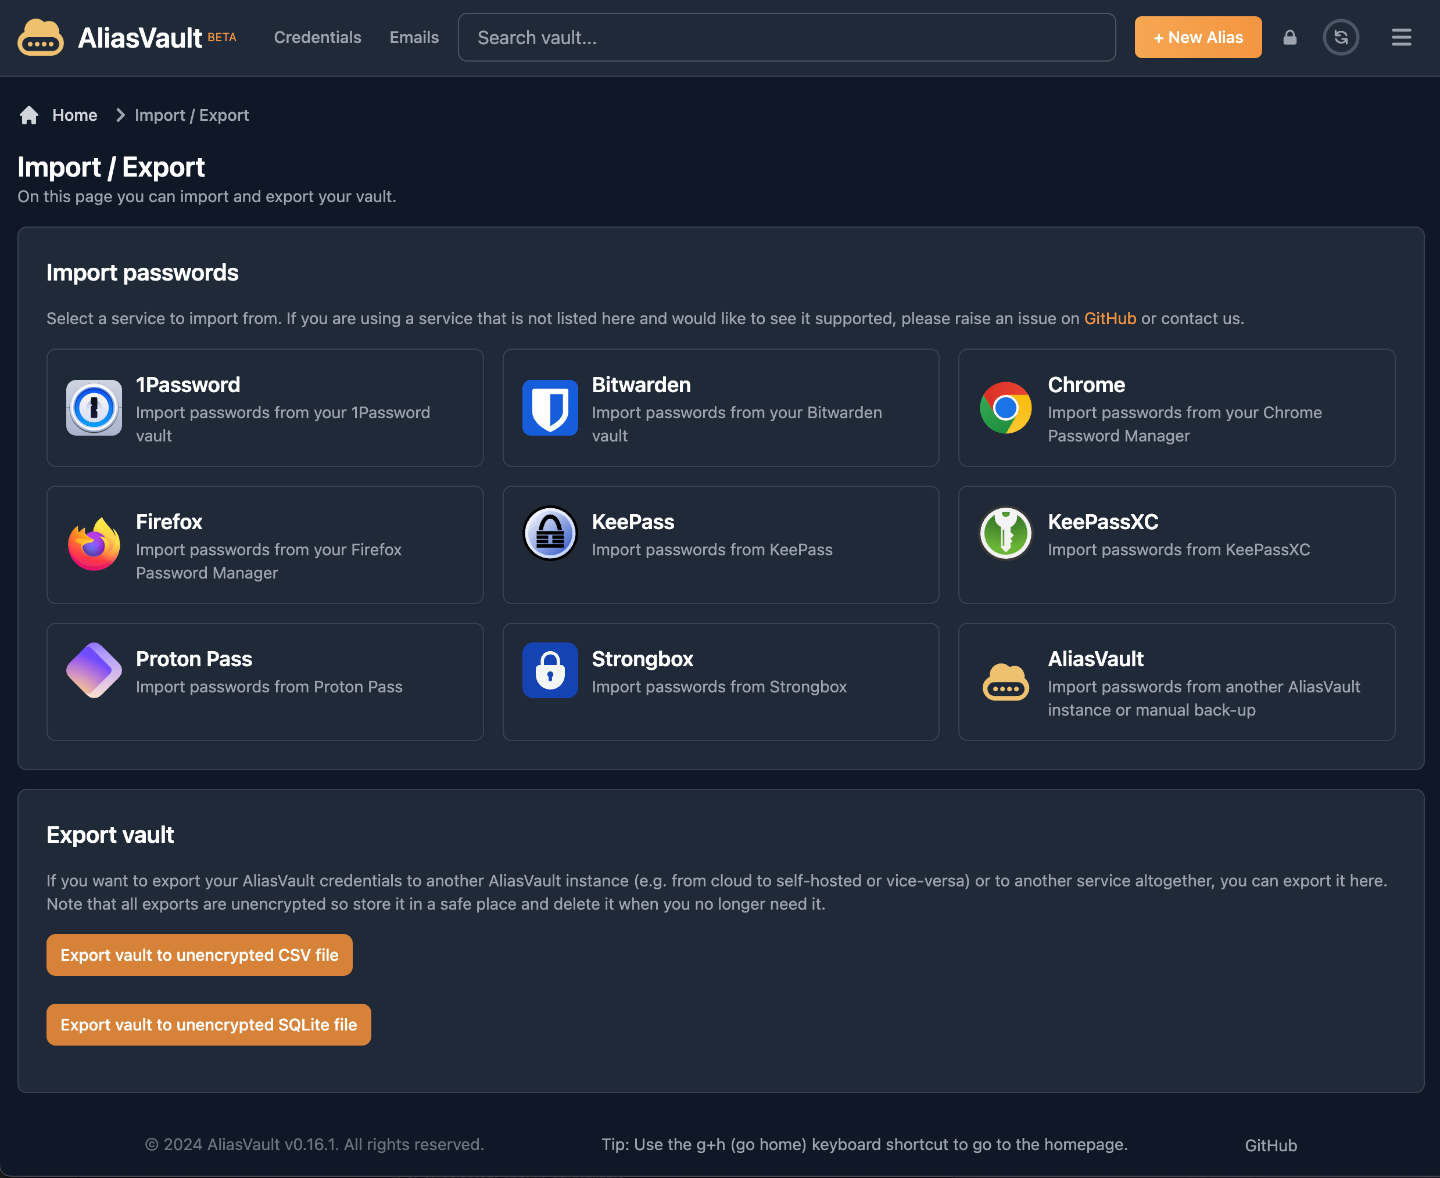 AliasVault BETA Credentials Emails Search vault... + New Alias
Home Import / Export
Import / Export
On this page you can import and export your vault.
Import passwords
Select a service to import from. If you are using a service that is not listed here and would like to see it supported, please raise an issue on GitHub or contact us.
1Password
Import passwords from your 1Password
vault
Bitwarden
Import passwords from your Bitwarden
vault
Chrome
Import passwords from your Chrome
Password Manager
Firefox
Import passwords from your Firefox
Password Manager
KeePass
Import passwords from KeePass
KeePassXC
Import passwords from KeePassXC
Proton Pass
Import passwords from Proton Pass
Strongbox
Import passwords from Strongbox
AliasVault
Import passwords from another AliasVault
instance or manual back-up
Export vault
If you want to export your AliasVault credentials to another AliasVault instance (e.g. from cloud to self-hosted or vice-versa) or to another service altogether, you can export it here.
Note that all exports are unencrypted so store it in a safe place and delete it when you no longer need it.
Export vault to unencrypted CSV file
Export vault to unencrypted SQLite file
© 2024 AliasVault v0.16.1. All rights reserved. Tip: Use the g+h (go home) keyboard shortcut to go to the homepage. GitHub